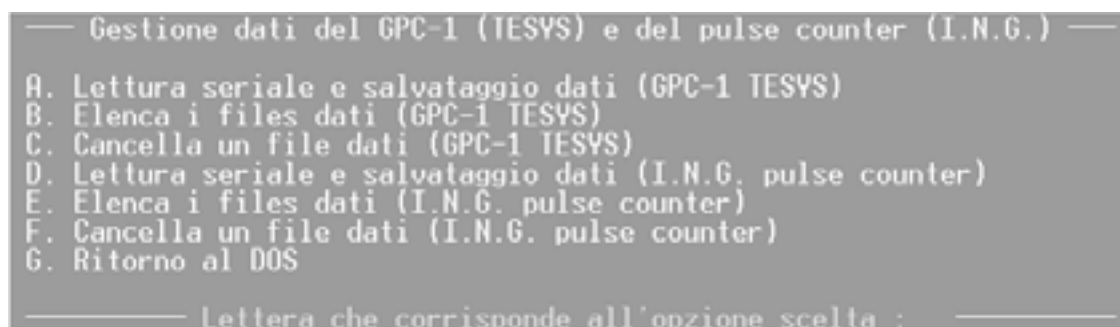 Gestione dati del GPC-1 (TESYS) e del pulse counter (I.N.G.)
A. Lettura seriale e salvataggio dati (GPC-1 TESYS)
B. Elenca i files dati (GPC-1 TESYS)
C. Cancella un file dati (GPC-1 TESYS)
D. Lettura seriale e salvataggio dati (I.N.G. pulse counter)
E. Elenca i files dati (I.N.G. pulse counter)
F. Cancella un file dati (I.N.G. pulse counter)
G. Ritorno al DOS
Lettera che corrisponde all'opzione scelta :